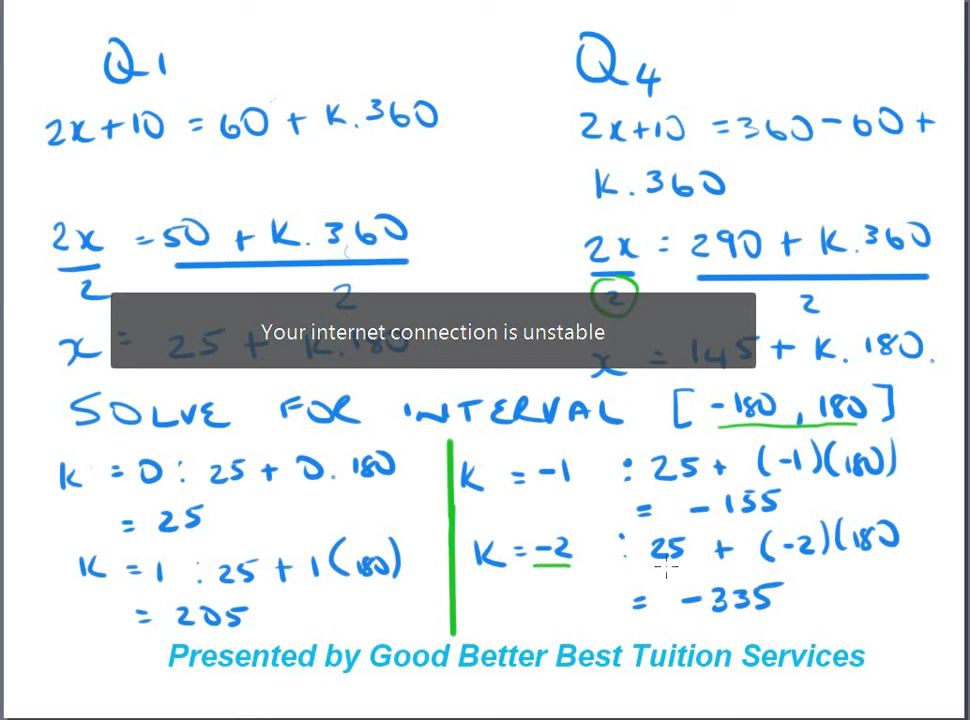 Q1
2x+10 = 60 + K.360
2x = 50 + K.360
2 2
x = 25 + K.180
Q4
2x+10 = 360 - 60 +
K.360
2x = 290 + K.360
2 2
x = 145 + K.180.
Your internet connection is unstable
SOLVE FOR INTERVAL [-180, 180]
K = 0 : 25 + 0.180
= 25
K = 1 : 25 + 1(180)
= 205
K = -1 : 25 + (-1)(180)
= -155
K = -2 : 25 + (-2)(180
= -335
Presented by Good Better Best Tuition Services